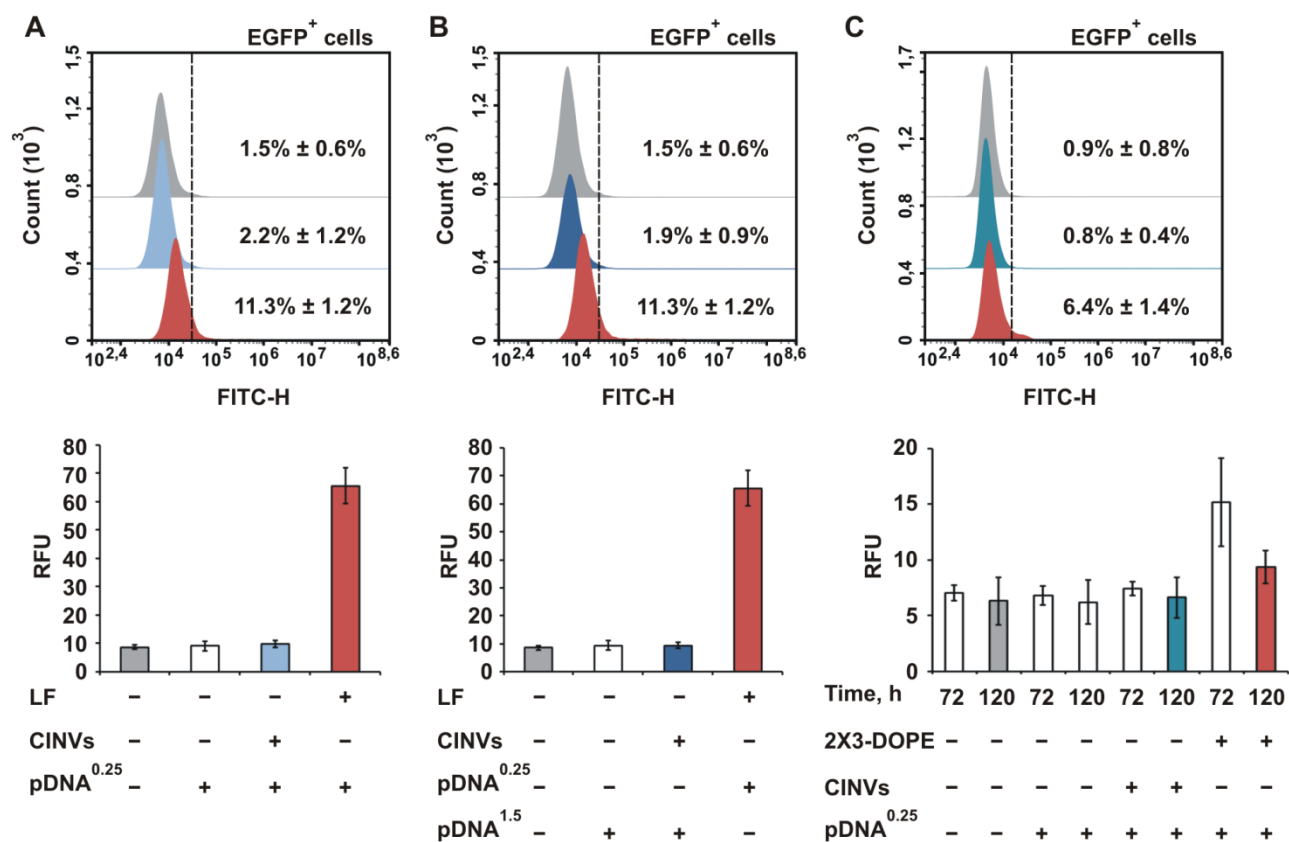 A
EGFP+ cells
Count (10³)
1,5
1,2
0,8
0,4
0
1.5% ± 0.6%
2.2% ± 1.2%
11.3% ± 1.2%
10²,⁴ 10⁴ 10⁵ 10⁶ 10⁷ 10⁸,⁶
FITC-H
B
EGFP+ cells
Count (10³)
1,5
1,2
0,8
0,4
0
1.5% ± 0.6%
1.9% ± 0.9%
11.3% ± 1.2%
10²,⁴ 10⁴ 10⁵ 10⁶ 10⁷ 10⁸,⁶
FITC-H
C
EGFP+ cells
Count (10³)
1,7
1,2
0,8
0,4
0
0.9% ± 0.8%
0.8% ± 0.4%
6.4% ± 1.4%
10²,⁴ 10⁴ 10⁵ 10⁶ 10⁷ 10⁸,⁶
FITC-H
RFU
80
70
60
50
40
30
20
10
0
LF – – – +
CINVs – – + –
pDNA0.25 – + + +
RFU
80
70
60
50
40
30
20
10
0
LF – – – +
CINVs – – + –
pDNA0.25 – – – +
pDNA1.5 – + + –
RFU
20
15
10
5
0
Time, h 72 120 72 120 72 120 72 120
2X3-DOPE – – – – – – + +
CINVs – – – – + + – –
pDNA0.25 – – + + + + + +